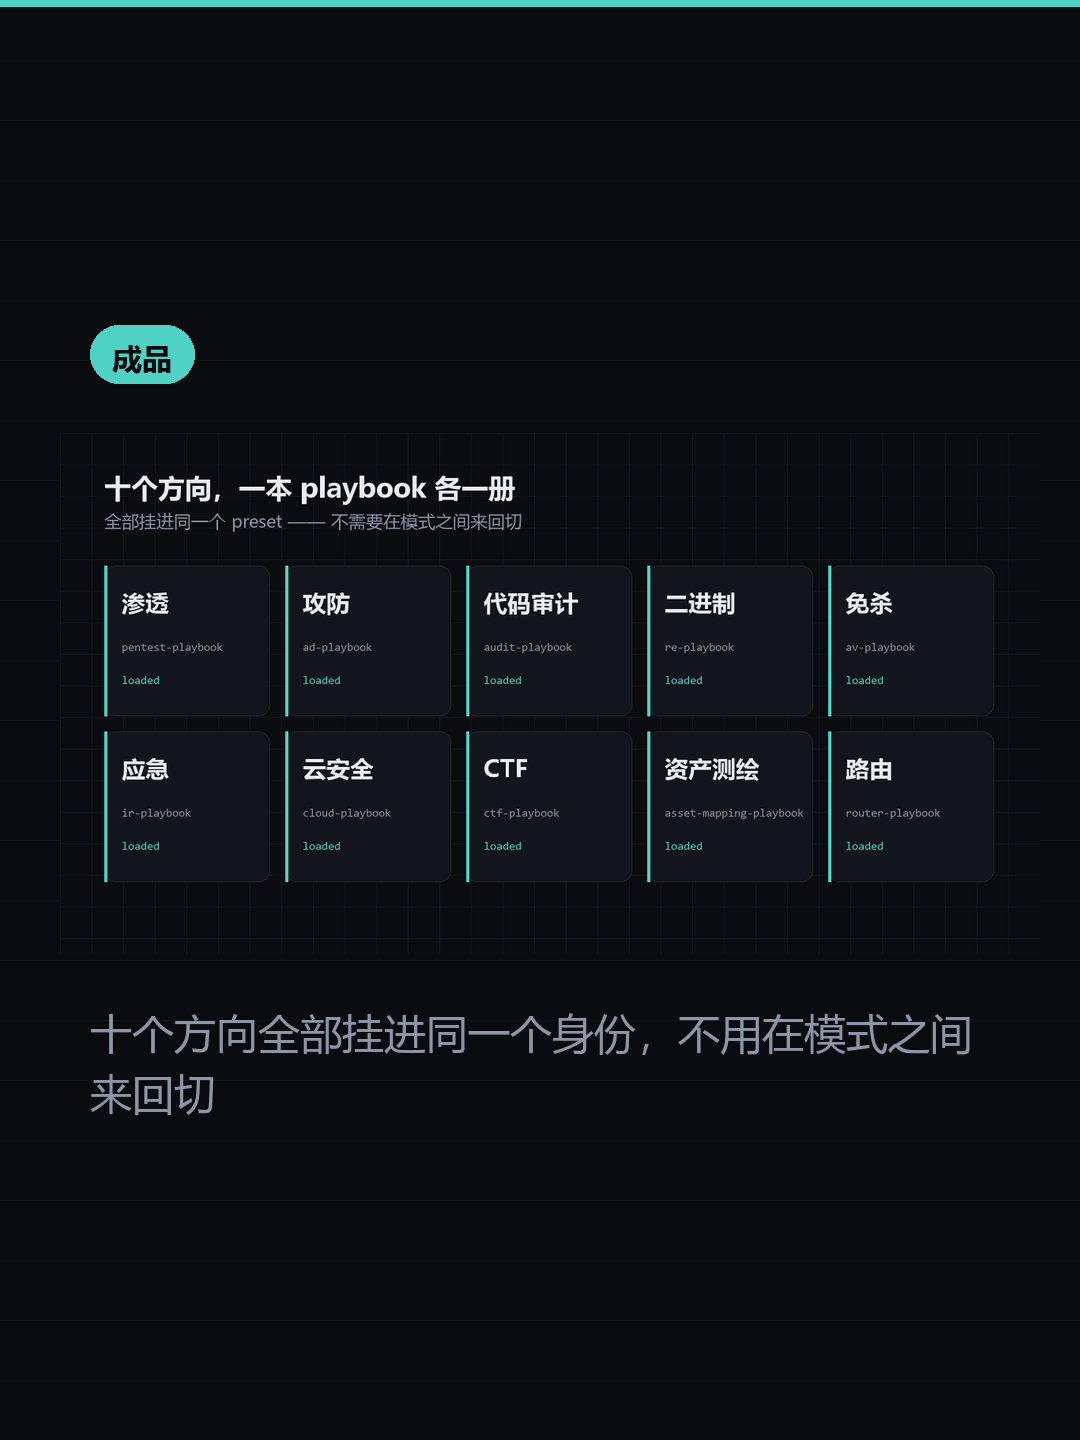 成品
十个方向，一本 playbook 各一册
全部挂进同一个 preset —— 不需要在模式之间来回切
渗透
pentest-playbook
loaded
攻防
ad-playbook
loaded
代码审计
audit-playbook
loaded
二进制
re-playbook
loaded
免杀
av-playbook
loaded
应急
ir-playbook
loaded
云安全
cloud-playbook
loaded
CTF
ctf-playbook
loaded
资产测绘
asset-mapping-playbook
loaded
路由
router-playbook
loaded
十个方向全部挂进同一个身份，不用在模式之间
来回切